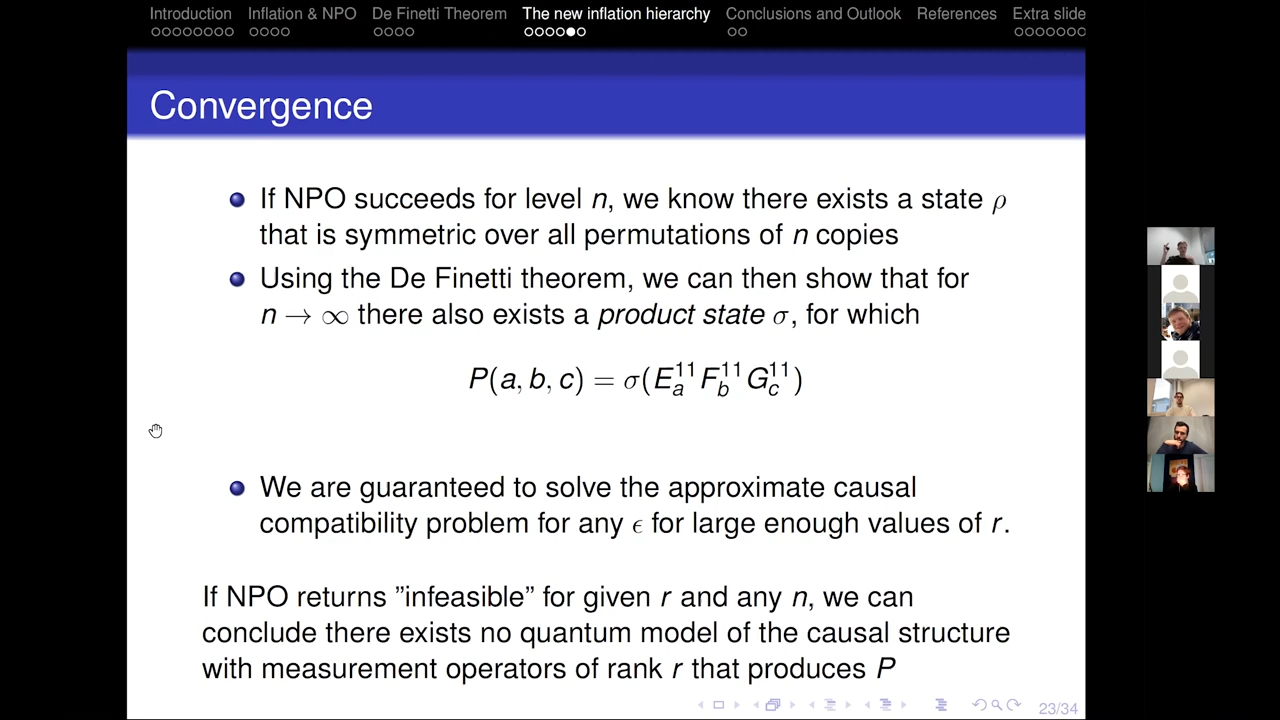 Introduction Inflation & NPO De Finetti Theorem The new inflation hierarchy Conclusions and Outlook References Extra slide
Convergence
If NPO succeeds for level n, we know there exists a state ρ
that is symmetric over all permutations of n copies
Using the De Finetti theorem, we can then show that for
n → ∞ there also exists a product state σ, for which
P(a, b, c) = σ(E_a^{11} F_b^{11} G_c^{11})
We are guaranteed to solve the approximate causal
compatibility problem for any ϵ for large enough values of r.
If NPO returns ”infeasible” for given r and any n, we can
conclude there exists no quantum model of the causal structure
with measurement operators of rank r that produces P
23/34